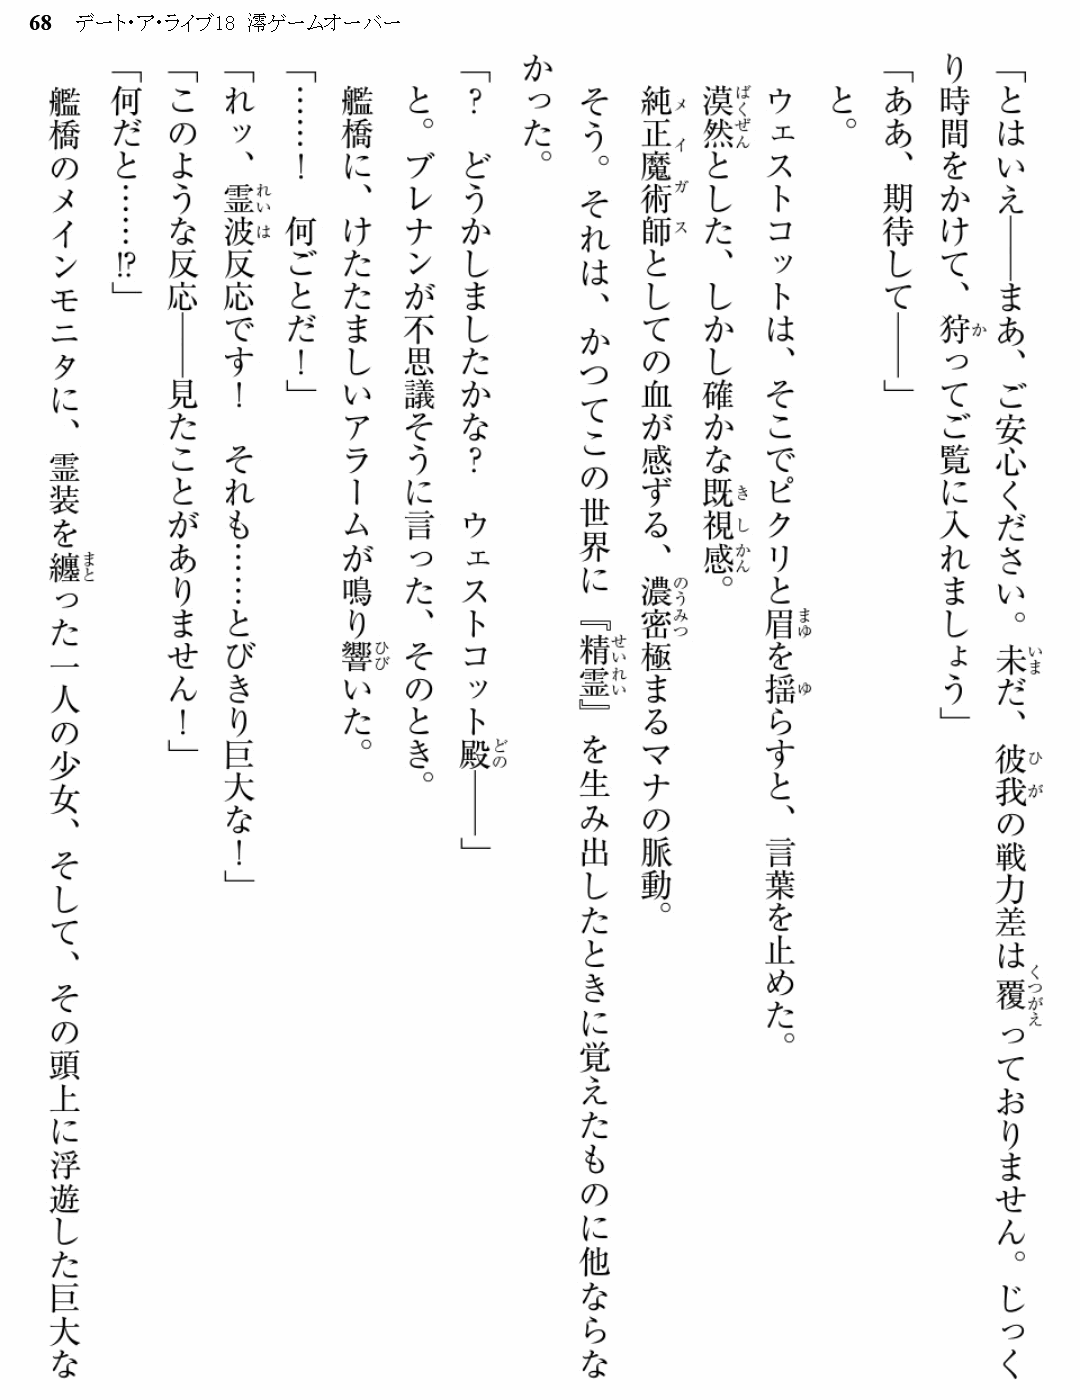 68 デート・ア・ライブ18 澪ゲームオーバー
「とはいえ――まあ、ご安心ください。未だ、彼我の戦力差は覆っておりません。じっく
り時間をかけて、狩ってご覧に入れましょう」
「ああ、期待して――」
と。
ウェストコットは、そこでピクリと眉を揺らすと、言葉を止めた。
漠然とした、しかし確かな既視感。
純正魔術師としての血が感ずる、濃密極まるマナの脈動。
そう。それは、かつてこの世界に『精霊』を生み出したときに覚えたものに他ならな
かった。
「？　どうかしましたかな？　ウェストコット殿――」
と。ブレナンが不思議そうに言った、そのとき。
艦橋に、けたたましいアラームが鳴り響いた。
「……！　何ごとだ！」
「れッ、霊波反応です！　それも……とびきり巨大な！」
「このような反応――見たことがありません！」
「何だと……⁉」
艦橋のメインモニタに、霊装を纏った一人の少女、そして、その頭上に浮遊した巨大な